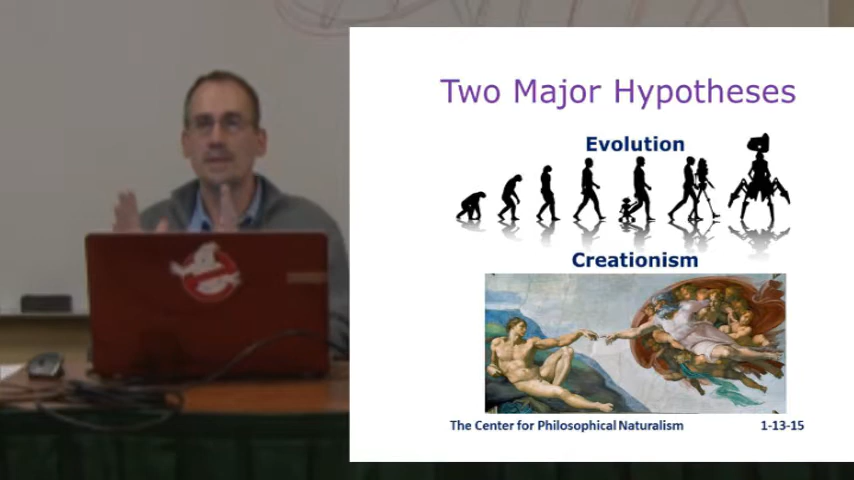 Two Major Hypotheses
Evolution
Creationism
The Center for Philosophical Naturalism 1-13-15